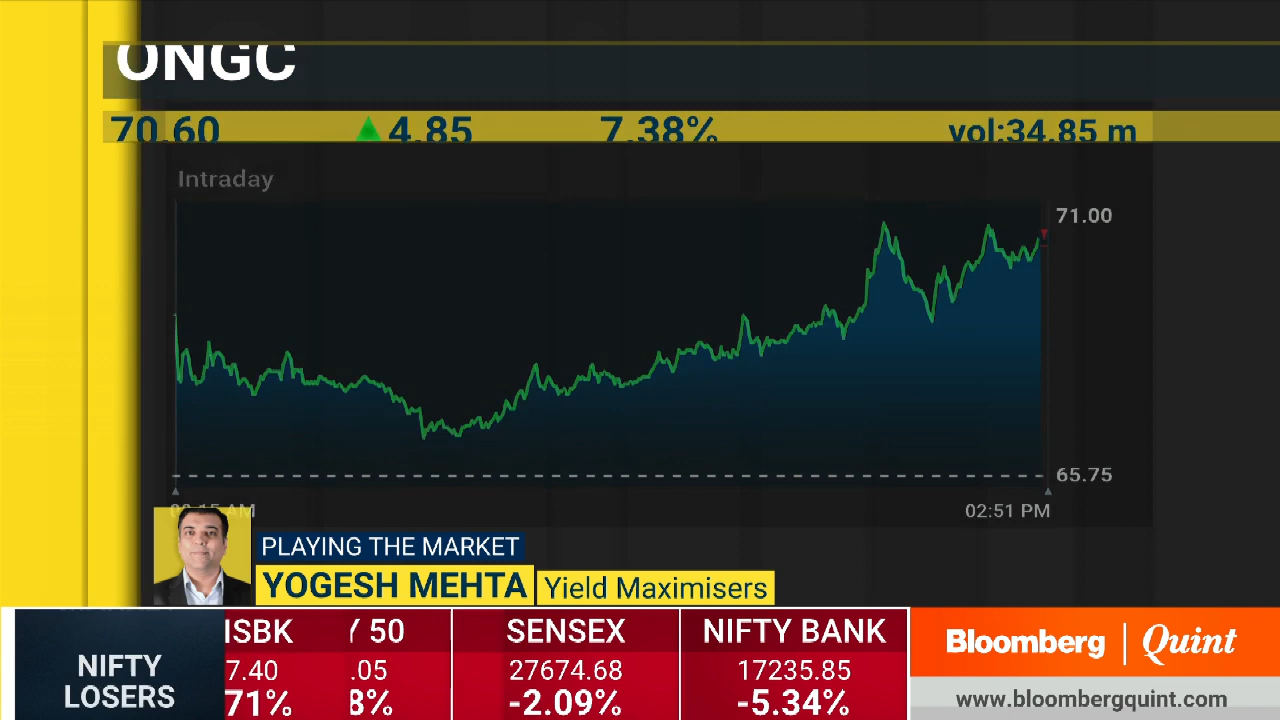 ONGC
70.60 4.85 7.38% vol:34.85 m
Intraday
71.00
65.75
02:51 PM
PLAYING THE MARKET
YOGESH MEHTA Yield Maximisers
NIFTY LOSERS
ISBK
7.40
71%
50
.05
8%
SENSEX
27674.68
-2.09%
NIFTY BANK
17235.85
-5.34%
Bloomberg | Quint
www.bloombergquint.com